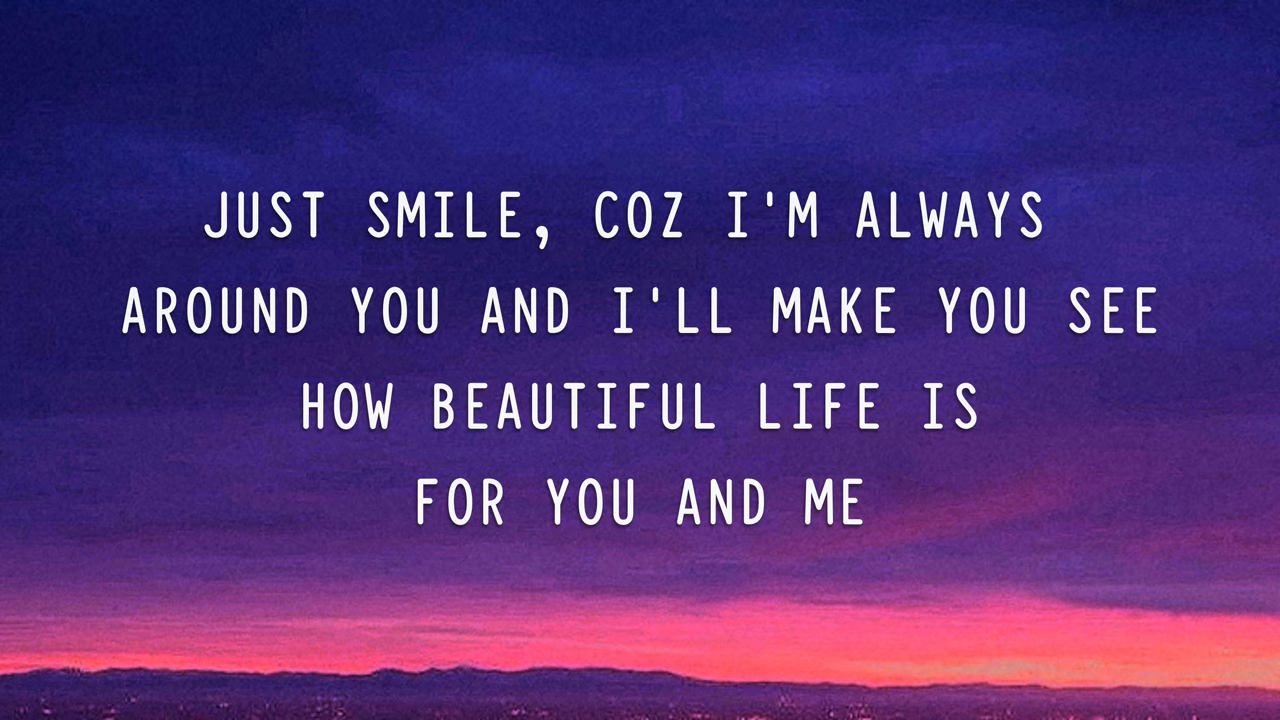 JUST SMILE, COZ I'M ALWAYS
AROUND YOU AND I'LL MAKE YOU SEE
HOW BEAUTIFUL LIFE IS
FOR YOU AND ME